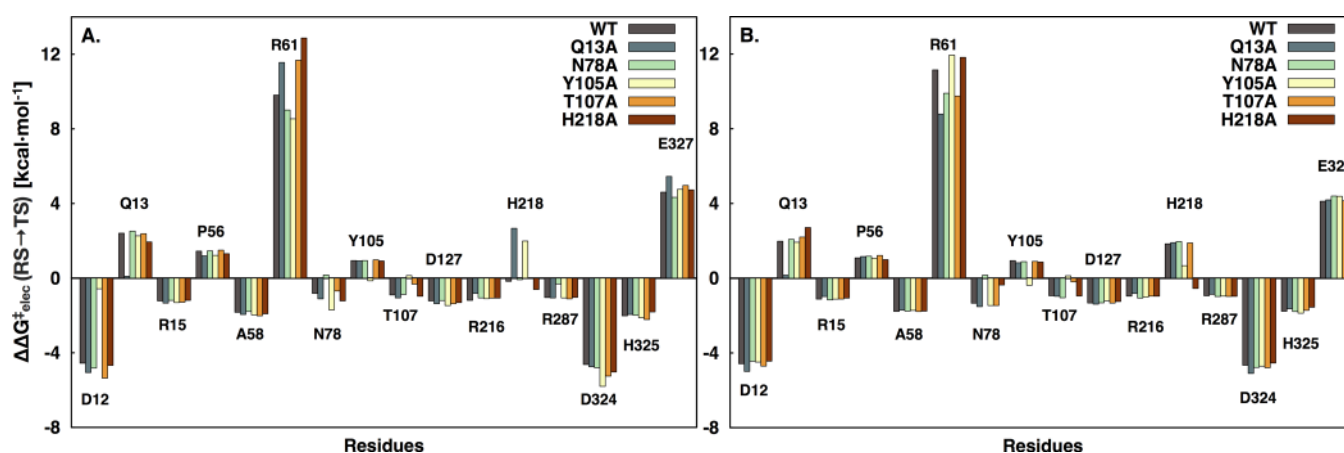 A.
WT
Q13A
N78A
Y105A
T107A
H218A
ΔΔG‡elec (RS→TS) [kcal·mol-1]
12
8
4
0
-4
-8
D12
Q13
R15
P56
A58
R61
N78
Y105
T107
D127
R216
H218
R287
D324
H325
E327
Residues
B.
WT
Q13A
N78A
Y105A
T107A
H218A
12
8
4
0
-4
-8
D12
Q13
R15
P56
A58
R61
N78
Y105
T107
D127
R216
H218
R287
D324
H325
E32
Residues